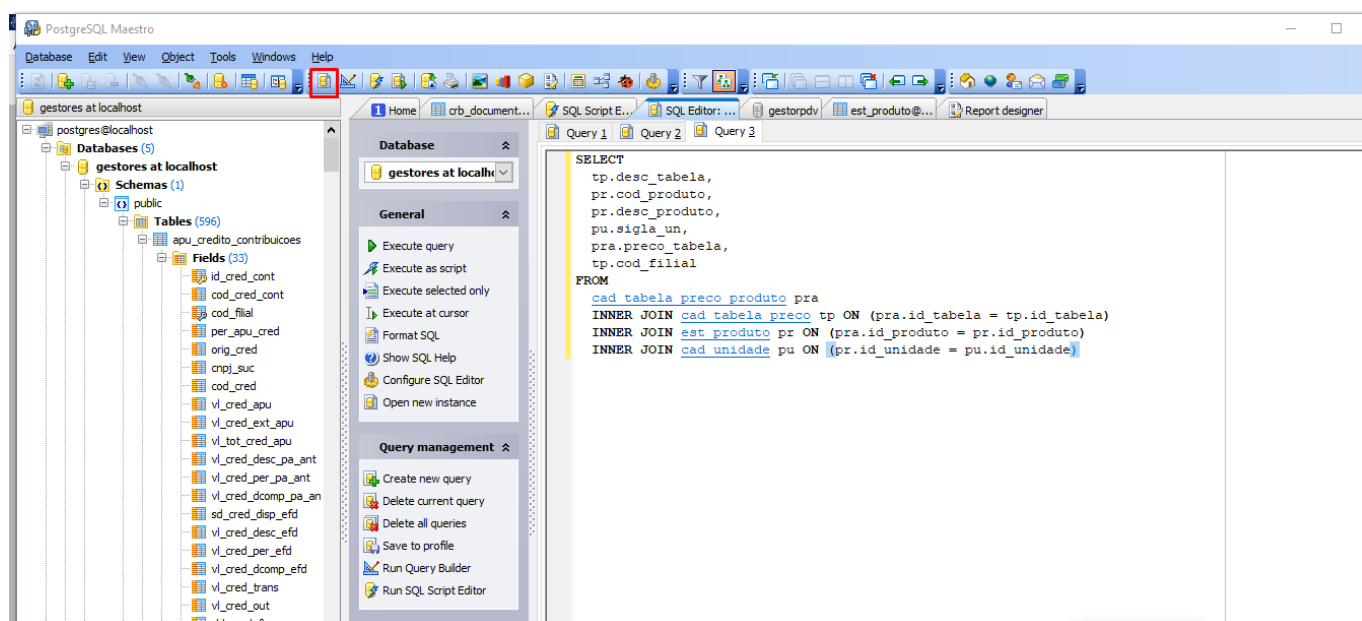 PostgreSQL Maestro
Database Edit View Object Tools Windows Help
gestores at localhost
postgres@localhost
Databases (5)
gestores at localhost
Schemas (1)
public
Tables (596)
apu_credito_contribuicoes
Fields (33)
id_cred_cont
cod_cred_cont
cod_filial
per_apu_cred
orig_cred
cnpj_suc
cod_cred
vl_cred_apu
vl_cred_ext_apu
vl_tot_cred_apu
vl_cred_desc_pa_ant
vl_cred_per_pa_ant
vl_cred_dcomp_pa_an
sd_cred_disp_efd
vl_cred_desc_efd
vl_cred_per_efd
vl_cred_dcomp_efd
vl_cred_trans
vl_cred_out
1 Home crb_document... SQL Script E... SQL Editor: ... gestorpdv est_produto@... Report designer
Database
gestores at localh
General
Execute query
Execute as script
Execute selected only
Execute at cursor
Format SQL
Show SQL Help
Configure SQL Editor
Open new instance
Query management
Create new query
Delete current query
Delete all queries
Save to profile
Run Query Builder
Run SQL Script Editor
Query 1 Query 2 Query 3
SELECT
tp.desc_tabela,
pr.cod_produto,
pr.desc_produto,
pu.sigla_un,
pra.preco_tabela,
tp.cod_filial
FROM
cad_tabela_preco_produto pra
INNER JOIN cad_tabela_preco tp ON (pra.id_tabela = tp.id_tabela)
INNER JOIN est_produto pr ON (pra.id_produto = pr.id_produto)
INNER JOIN cad_unidade pu ON (pr.id_unidade = pu.id_unidade)